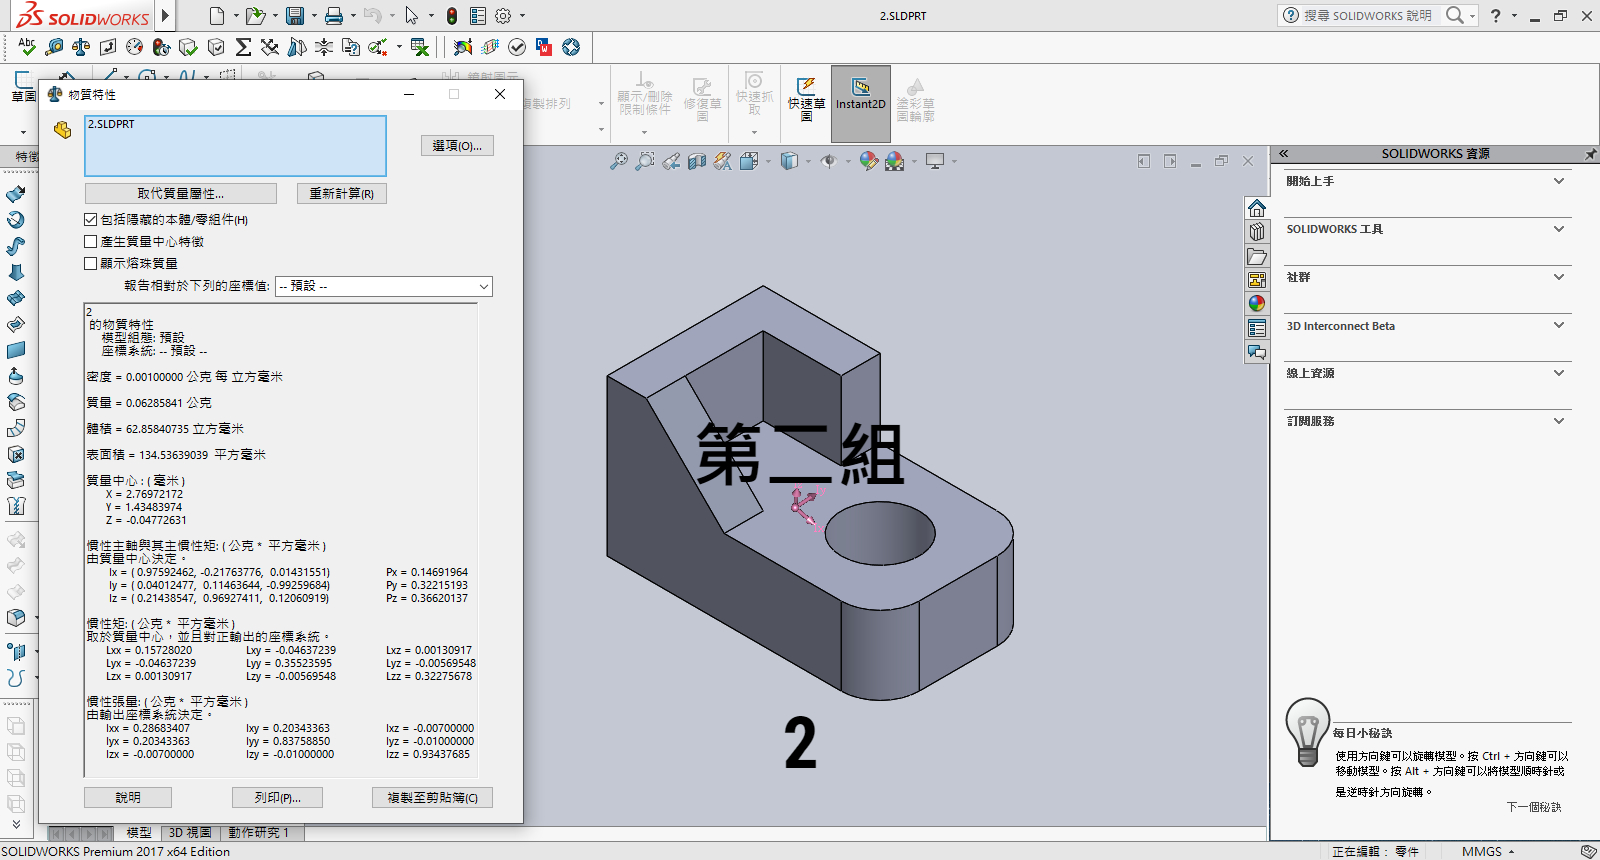 SOLIDWORKS
2.SLDPRT
搜尋 SOLIDWORKS 說明
草圖
鏡射圖元
複製排列
顯示/刪除限制條件
修復草圖
快速抓取
快速草圖
Instant2D
塗彩草圖輪廓
特徵
物質特性
2.SLDPRT
選項(O)...
取代質量屬性...
重新計算(R)
包括隱藏的本體/零組件(H)
產生質量中心特徵
顯示熔珠質量
報告相對於下列的座標值: -- 預設 --
2
的物質特性
模型組態: 預設
座標系統: -- 預設 --
密度 = 0.00100000 公克 每 立方毫米
質量 = 0.06285841 公克
體積 = 62.85840735 立方毫米
表面積 = 134.53639039 平方毫米
質量中心 : ( 毫米 )
X = 2.76972172
Y = 1.43483974
Z = -0.04772631
慣性主軸與其主慣性矩: ( 公克 * 平方毫米 )
由質量中心決定。
Ix = ( 0.97592462, -0.21763776, 0.01431551) Px = 0.14691964
Iy = ( 0.04012477, 0.11463644, -0.99259684) Py = 0.32215193
Iz = ( 0.21438547, 0.96927411, 0.12060919) Pz = 0.36620137
慣性矩: ( 公克 * 平方毫米 )
取於質量中心，並且對正輸出的座標系統。
Lxx = 0.15728020 Lxy = -0.04637239 Lxz = 0.00130917
Lyx = -0.04637239 Lyy = 0.35523595 Lyz = -0.00569548
Lzx = 0.00130917 Lzy = -0.00569548 Lzz = 0.32275678
慣性張量: ( 公克 * 平方毫米 )
由輸出座標系統決定。
Ixx = 0.28683407 Ixy = 0.20343363 Ixz = -0.00700000
Iyx = 0.20343363 Iyy = 0.83758850 Iyz = -0.01000000
Izx = -0.00700000 Izy = -0.01000000 Izz = 0.93437685
說明
列印(P)...
複製至剪貼簿(C)
第二組
2
SOLIDWORKS 資源
開始上手
SOLIDWORKS 工具
社群
3D Interconnect Beta
線上資源
訂閱服務
每日小秘訣
使用方向鍵可以旋轉模型。按 Ctrl + 方向鍵可以
移動模型。按 Alt + 方向鍵可以將模型順時針或
是逆時針方向旋轉。
下一個秘訣
模型 3D 視圖 動作研究 1
SOLIDWORKS Premium 2017 x64 Edition
正在編輯： 零件
MMGS